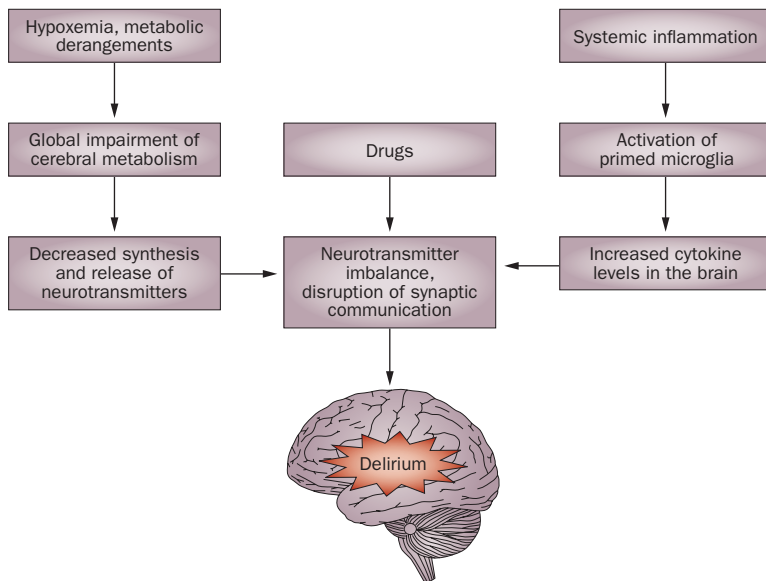 Hypoxemia, metabolic
derangements
Global impairment of
cerebral metabolism
Decreased synthesis
and release of
neurotransmitters
Drugs
Neurotransmitter
imbalance,
disruption of synaptic
communication
Systemic inflammation
Activation of
primed microglia
Increased cytokine
levels in the brain
Delirium